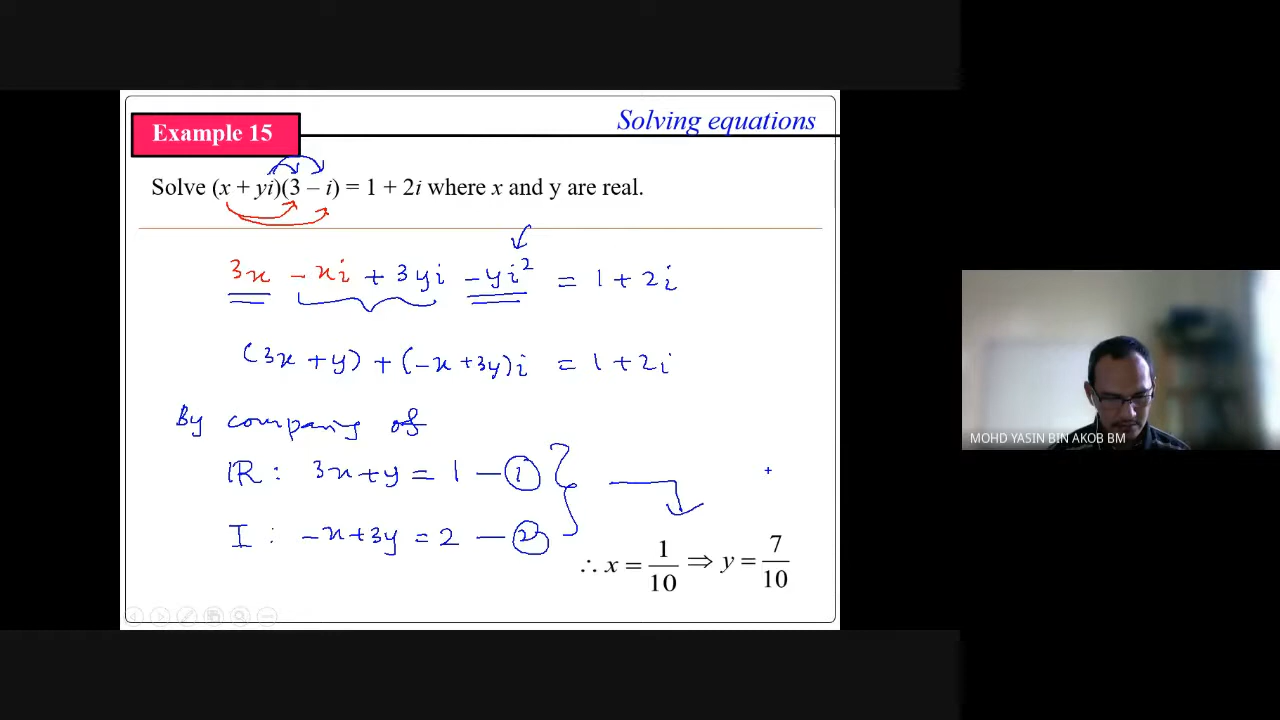 Solving equations
Example 15
Solve (x + yi)(3 – i) = 1 + 2i where x and y are real.
3x - xi + 3yi - yi² = 1 + 2i
(3x + y) + (-x + 3y)i = 1 + 2i
By comparing of
IR : 3x + y = 1 — ①
I : -x + 3y = 2 — ②
∴ x = 1/10 ⇒ y = 7/10
MOHD YASIN BIN AKOB BM